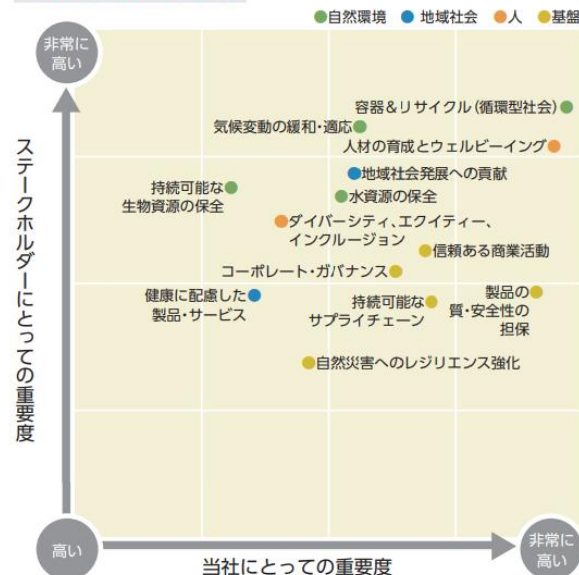 自然環境 地域社会 人 基盤
非常に
高い
容器＆リサイクル(循環型社会)
気候変動の緩和・適応
人材の育成とウェルビーイング
地域社会発展への貢献
持続可能な
生物資源の保全
水資源の保全
ダイバーシティ、エクイティー、
インクルージョン
信頼ある商業活動
コーポレート・ガバナンス
健康に配慮した
製品・サービス
持続可能な
サプライチェーン
製品の
質・安全性の
担保
自然災害へのレジリエンス強化
ステークホルダーにとっての重要度
高い
当社にとっての重要度
非常に
高い